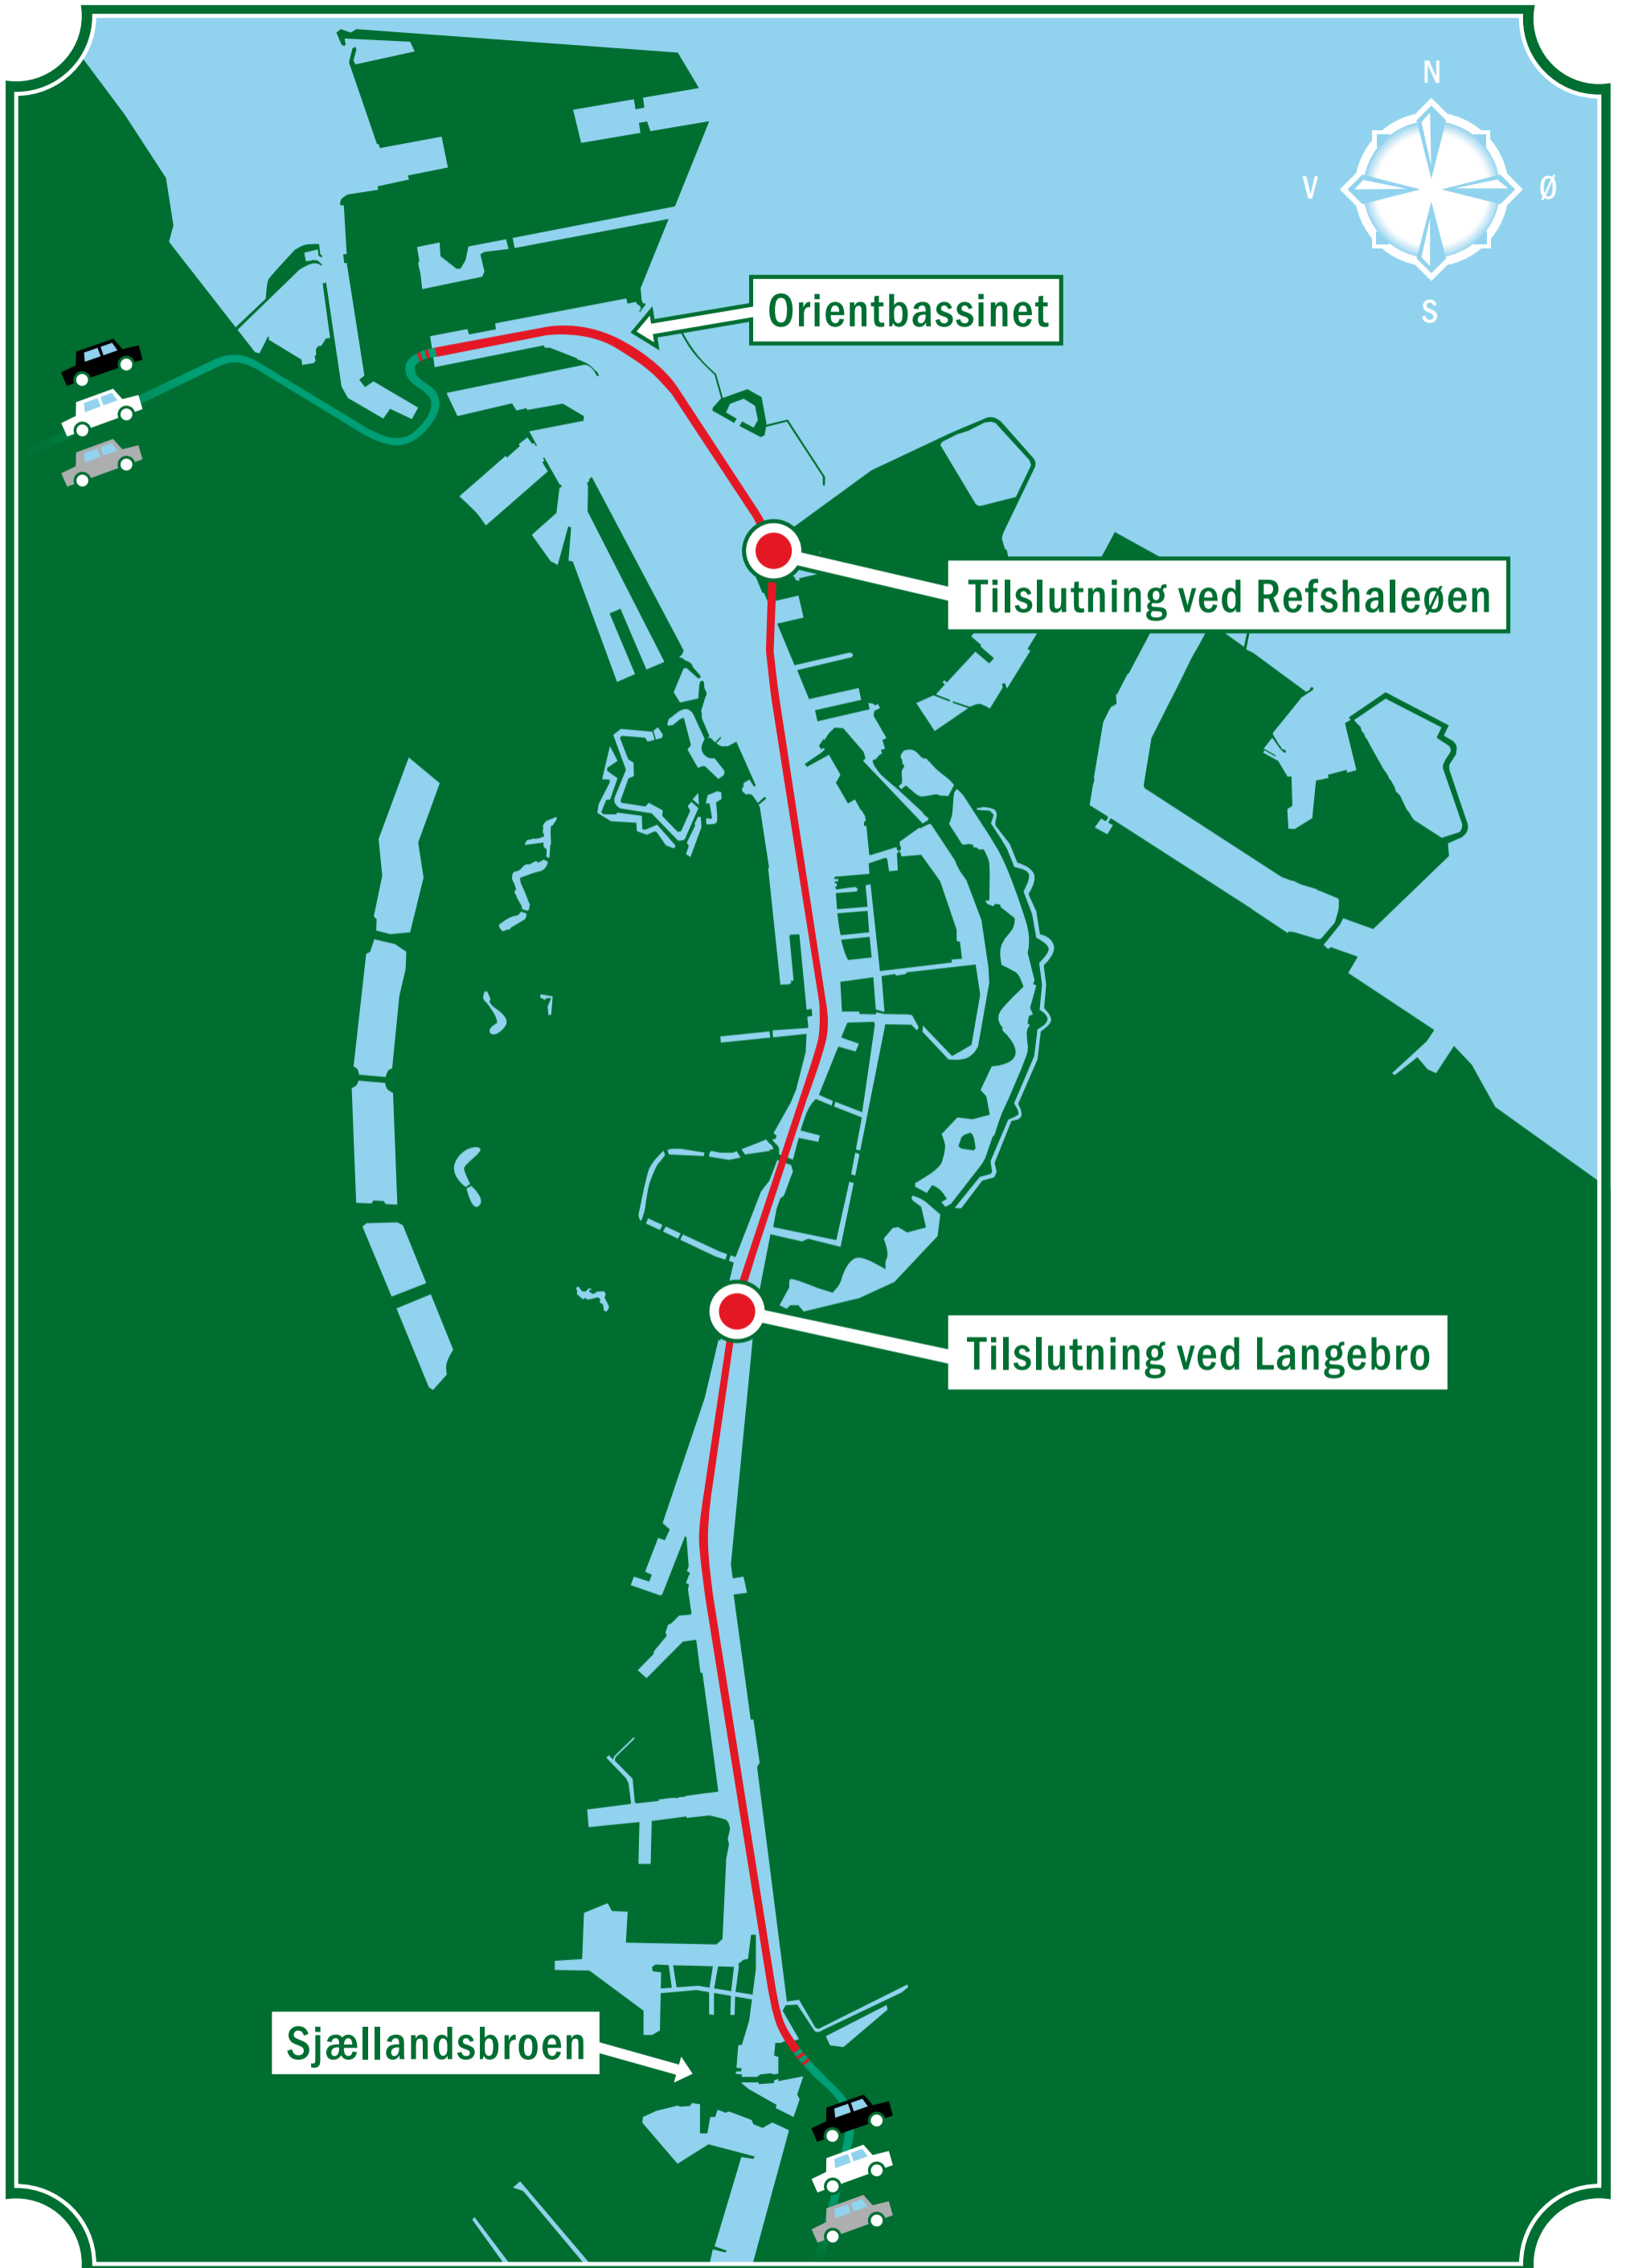 N
V
Ø
S
Orientbassinet
Tilslutning ved Refshaleøen
Tilslutning ved Langebro
Sjællandsbroen